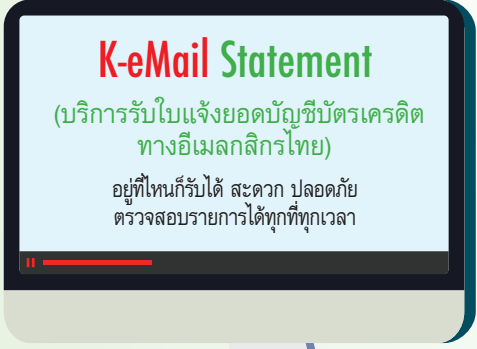 K-eMail Statement
(บริการรับใบแจ้งยอดบัญชีบัตรเครดิต
ทางอีเมลกสิกรไทย)
อยู่ที่ไหนก็รับได้ สะดวก ปลอดภัย
ตรวจสอบรายการได้ทุกที่ทุกเวลา